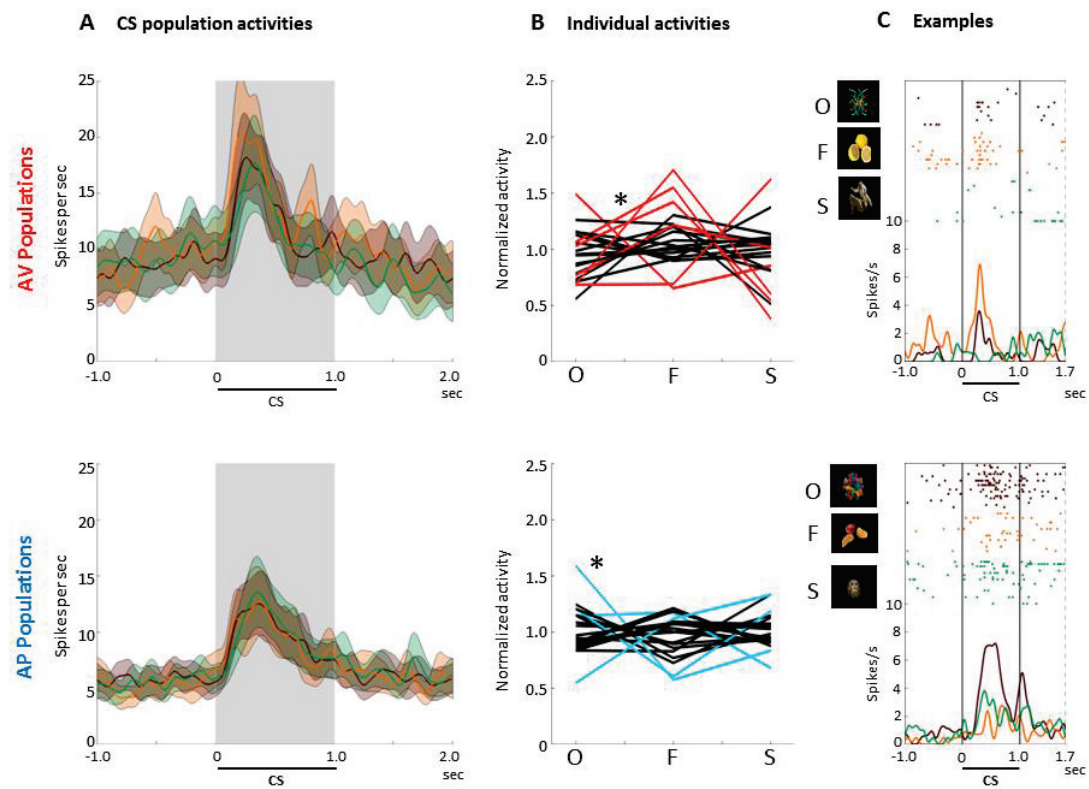 A CS population activities
B Individual activities
C Examples
AV Populations
Spikes per sec
25
20
15
10
5
0
-1.0 0 1.0 2.0
sec
CS
Normalized activity
2.5
2.0
1.5
1.0
0.5
0
*
O F S
O
F
S
Spikes/s
10
8
6
4
2
0
-1.0 0 1.0 1.7
sec
CS
AP Populations
Spikes per sec
25
20
15
10
5
0
-1.0 0 1.0 2.0
sec
CS
Normalized activity
2.5
2.0
1.5
1.0
0.5
0
*
O F S
O
F
S
Spikes/s
10
8
6
4
2
0
-1.0 0 1.0 1.7
sec
CS